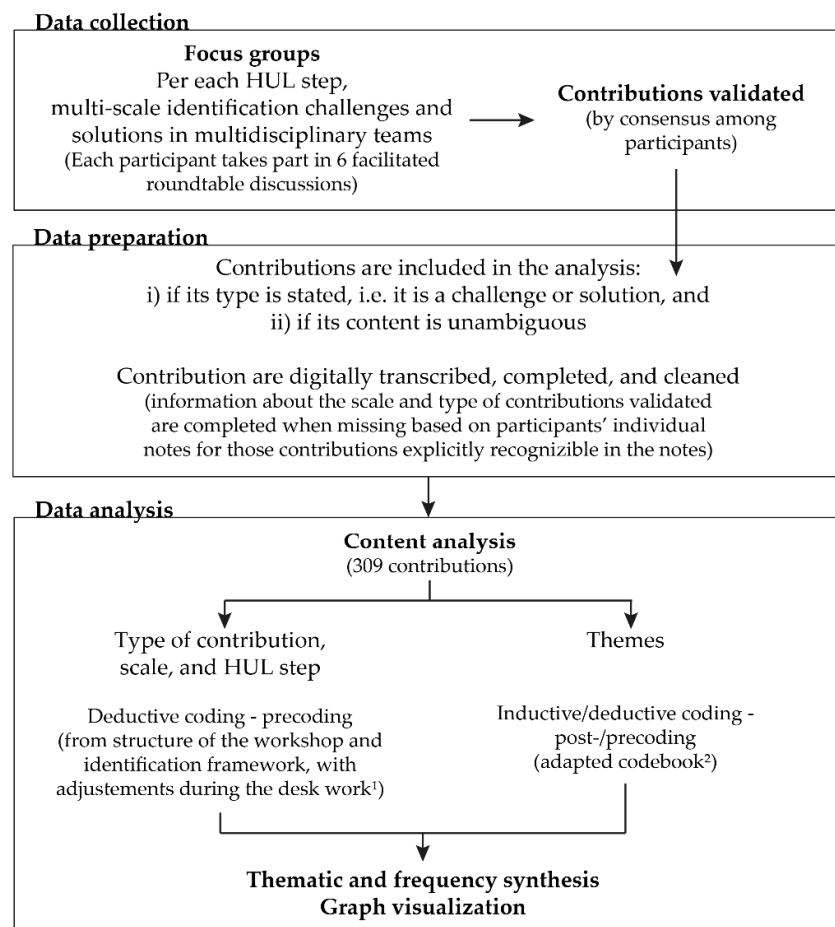 Data collection
Focus groups
Per each HUL step,
multi-scale identification challenges and
solutions in multidisciplinary teams
(Each participant takes part in 6 facilitated
roundtable discussions)
Contributions validated
(by consensus among
participants)
Data preparation
Contributions are included in the analysis:
i) if its type is stated, i.e. it is a challenge or solution, and
ii) if its content is unambiguous
Contribution are digitally transcribed, completed, and cleaned
(information about the scale and type of contributions validated
are completed when missing based on participants' individual
notes for those contributions explicitly recognizible in the notes)
Data analysis
Content analysis
(309 contributions)
Type of contribution,
scale, and HUL step
Deductive coding - precoding
(from structure of the workshop and
identification framework, with
adjustements during the desk work¹)
Themes
Inductive/deductive coding -
post-/precoding
(adapted codebook²)
Thematic and frequency synthesis
Graph visualization